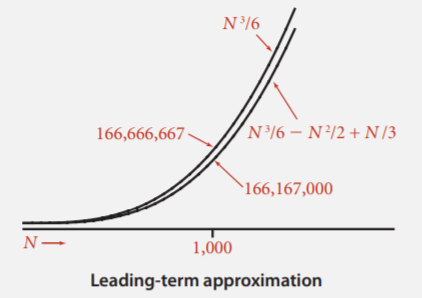 N³/6
166,666,667
N³/6 − N²/2 + N/3
166,167,000
N
1,000
Leading-term approximation